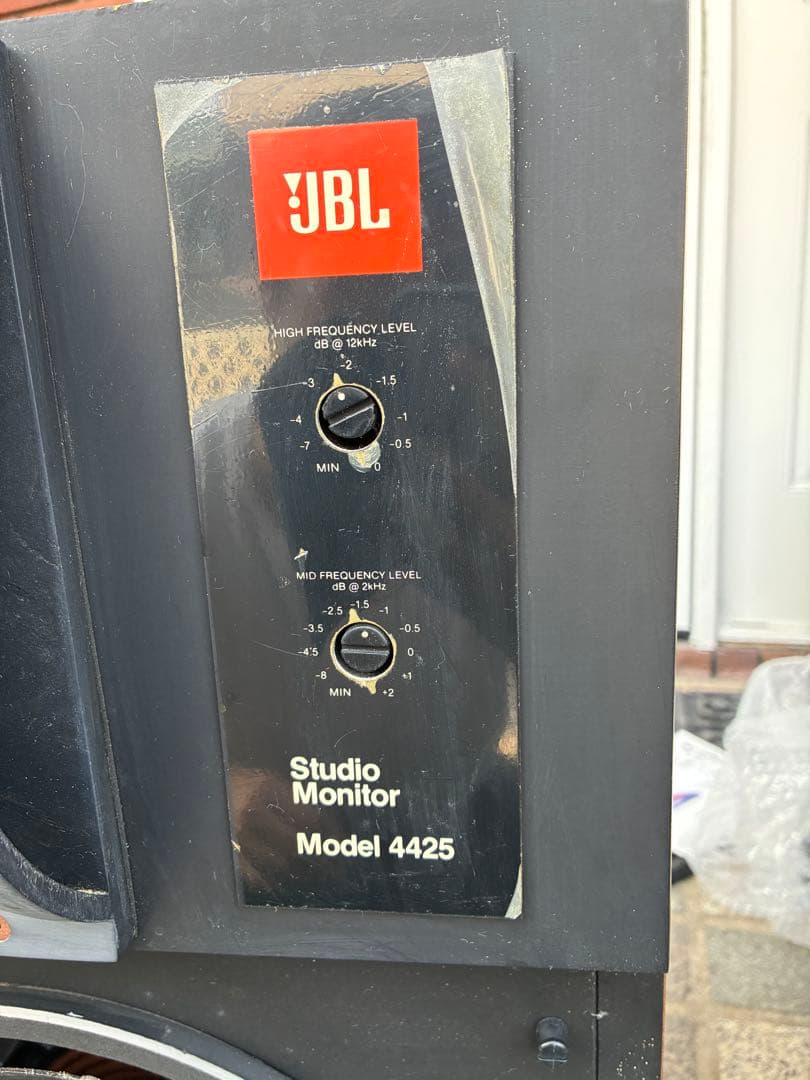 JBL
HIGH FREQUENCY LEVEL
dB @ 12kHz
-2
-3 -1.5
-4 -1
-7 -0.5
MIN 0
MID FREQUENCY LEVEL
dB @ 2kHz
-2.5 -1.5 -1
-3.5 -0.5
-4.5 0
-8 +1
MIN +2
Studio
Monitor
Model 4425